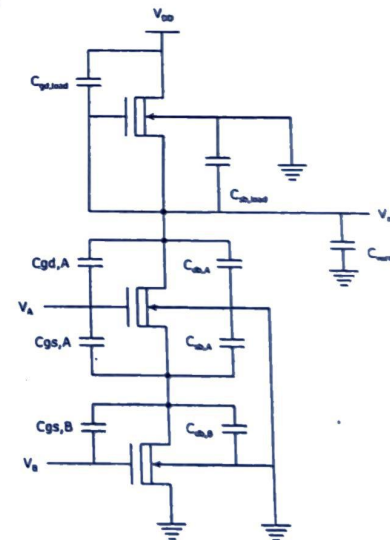 V_DD
C_gd,load
C_sb,load
Cgd,A
C_db,A
V_A
Cgs,A
C_sb,A
Cgs,B
C_db,B
V_B